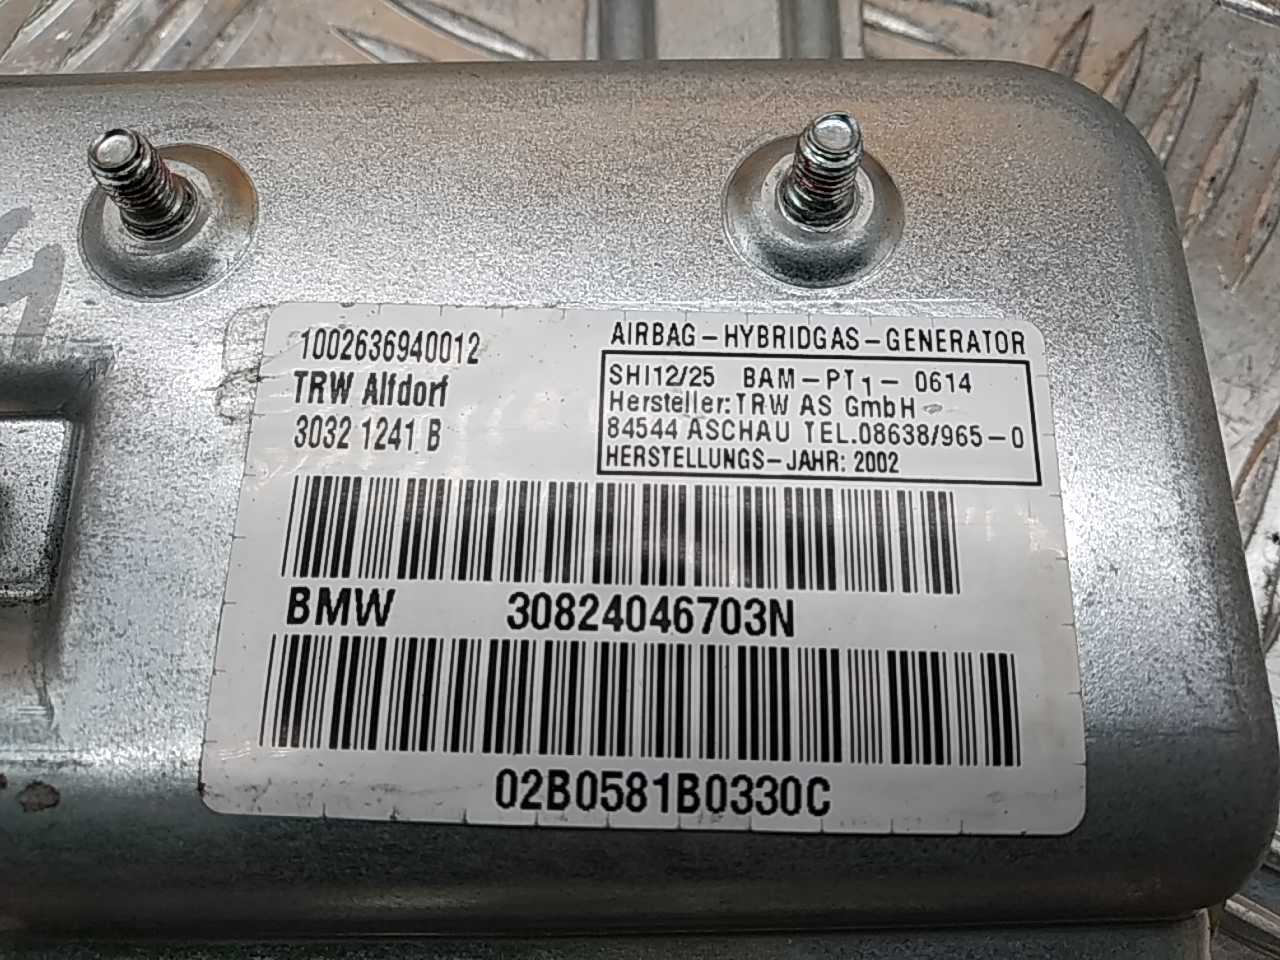 1002636940012
TRW Alfdorf
3032 1241 B
AIRBAG-HYBRIDGAS-GENERATOR
SHI12/25 BAM-PT1-0614
Hersteller: TRW AS GmbH
84544 ASCHAU TEL.08638/965-0
HERSTELLUNGS-JAHR: 2002
BMW 30824046703N
02B0581B0330C